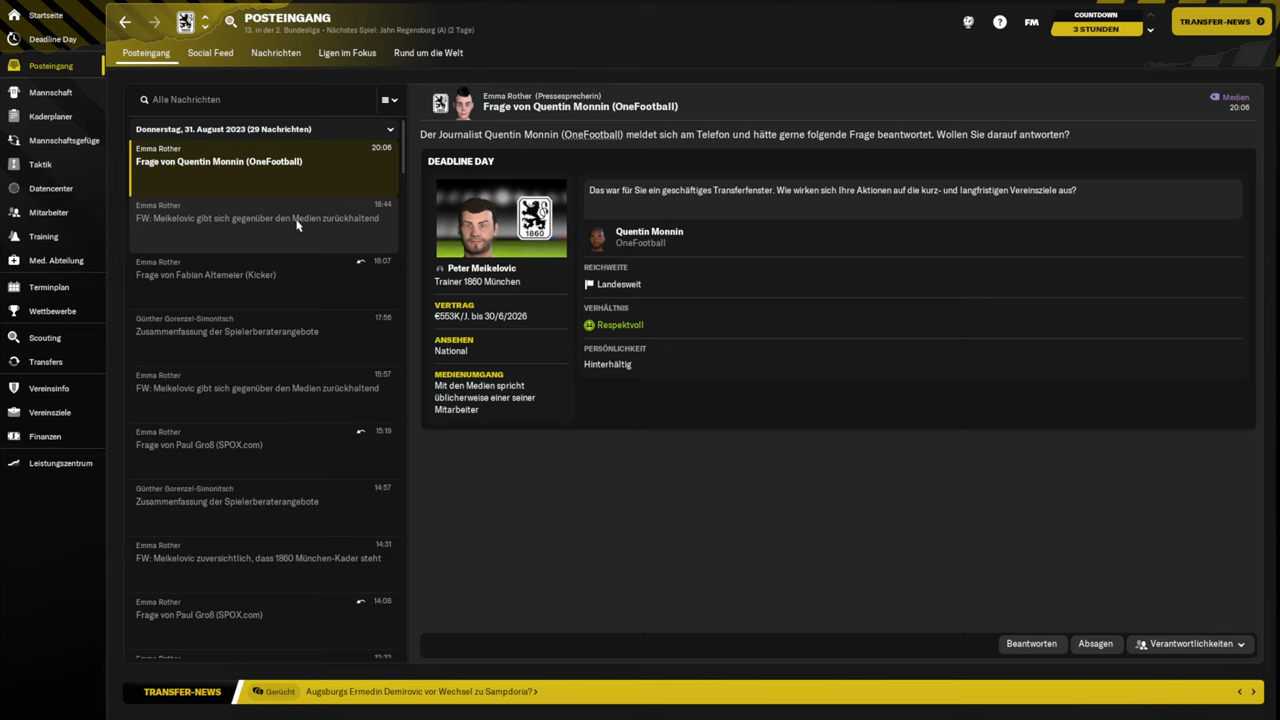 Startseite
Deadline Day
Posteingang
Mannschaft
Kaderplaner
Mannschaftsgefüge
Taktik
Datencenter
Mitarbeiter
Training
Med. Abteilung
Terminplan
Wettbewerbe
Scouting
Transfers
Vereinsinfo
Vereinsziele
Finanzen
Leistungszentrum
POSTEINGANG
13. in der 2. Bundesliga - Nächstes Spiel: Jahn Regensburg (A) (2 Tage)
FM
COUNTDOWN
3 STUNDEN
TRANSFER-NEWS
Posteingang
Social Feed
Nachrichten
Ligen im Fokus
Rund um die Welt
Alle Nachrichten
Donnerstag, 31. August 2023 (29 Nachrichten)
Emma Rother 20:06
Frage von Quentin Monnin (OneFootball)
Emma Rother 18:44
FW: Meikelovic gibt sich gegenüber den Medien zurückhaltend
Emma Rother 18:07
Frage von Fabian Altemeier (Kicker)
Günther Gorenzel-Simonitsch 17:56
Zusammenfassung der Spielerberaterangebote
Emma Rother 15:57
FW: Meikelovic gibt sich gegenüber den Medien zurückhaltend
Emma Rother 15:19
Frage von Paul Groß (SPOX.com)
Günther Gorenzel-Simonitsch 14:57
Zusammenfassung der Spielerberaterangebote
Emma Rother 14:31
FW: Meikelovic zuversichtlich, dass 1860 München-Kader steht
Emma Rother 14:08
Frage von Paul Groß (SPOX.com)
Emma Rother (Pressesprecherin)
Frage von Quentin Monnin (OneFootball)
Medien
20:06
Der Journalist Quentin Monnin (OneFootball) meldet sich am Telefon und hätte gerne folgende Frage beantwortet. Wollen Sie darauf antworten?
DEADLINE DAY
1860
Peter Meikelovic
Trainer 1860 München
VERTRAG
€553K/J. bis 30/6/2026
ANSEHEN
National
MEDIENUMGANG
Mit den Medien spricht
üblicherweise einer seiner
Mitarbeiter
Das war für Sie ein geschäftiges Transferfenster. Wie wirken sich Ihre Aktionen auf die kurz- und langfristigen Vereinsziele aus?
Quentin Monnin
OneFootball
REICHWEITE
Landesweit
VERHÄLTNIS
Respektvoll
PERSÖNLICHKEIT
Hinterhältig
Beantworten
Absagen
Verantwortlichkeiten
TRANSFER-NEWS
Gerücht
Augsburgs Ermedin Demirovic vor Wechsel zu Sampdoria?